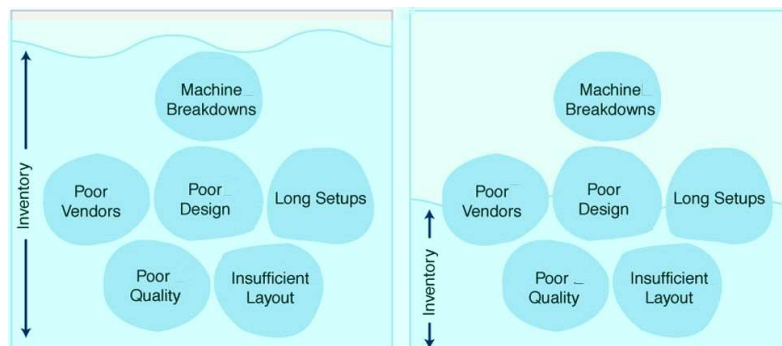 Machine
Breakdowns
Poor
Vendors
Poor
Design
Long Setups
Poor
Quality
Insufficient
Layout
Inventory
Machine
Breakdowns
Poor
Vendors
Poor
Design
Long Setups
Poor
Quality
Insufficient
Layout
Inventory